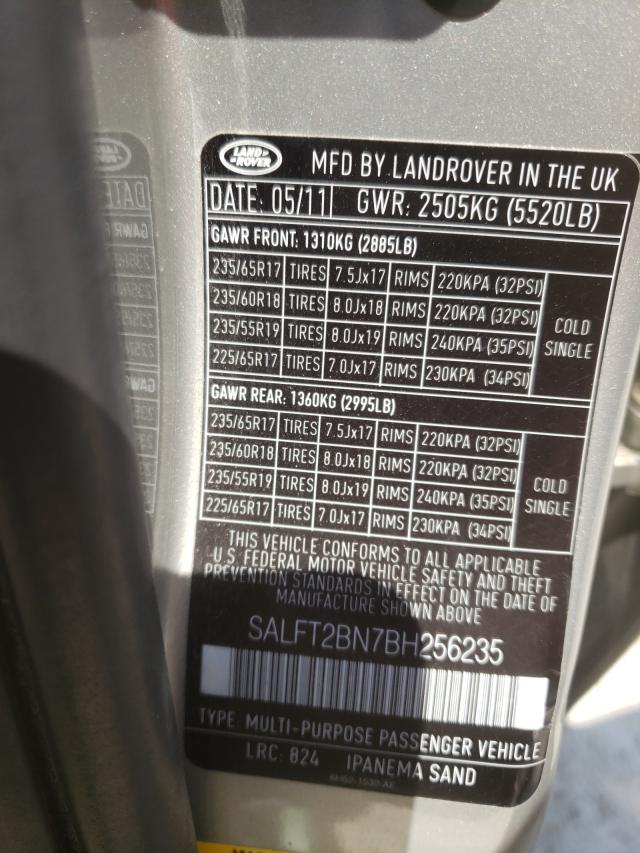 LAND ROVER
MFD BY LANDROVER IN THE UK
DATE: 05/11 GWR: 2505KG (5520LB)
GAWR FRONT: 1310KG (2885LB)
235/65R17 TIRES 7.5Jx17 RIMS 220KPA (32PSI)
235/60R18 TIRES 8.0Jx18 RIMS 220KPA (32PSI)
235/55R19 TIRES 8.0Jx19 RIMS 240KPA (35PSI)
225/65R17 TIRES 7.0Jx17 RIMS 230KPA (34PSI)
COLD
SINGLE
GAWR REAR: 1360KG (2995LB)
235/65R17 TIRES 7.5Jx17 RIMS 220KPA (32PSI)
235/60R18 TIRES 8.0Jx18 RIMS 220KPA (32PSI)
235/55R19 TIRES 8.0Jx19 RIMS 240KPA (35PSI)
225/65R17 TIRES 7.0Jx17 RIMS 230KPA (34PSI)
COLD
SINGLE
THIS VEHICLE CONFORMS TO ALL APPLICABLE
U.S. FEDERAL MOTOR VEHICLE SAFETY AND THEFT
PREVENTION STANDARDS IN EFFECT ON THE DATE OF
MANUFACTURE SHOWN ABOVE
SALFT2BN7BH256235
TYPE: MULTI-PURPOSE PASSENGER VEHICLE
LRC: 824 IPANEMA SAND